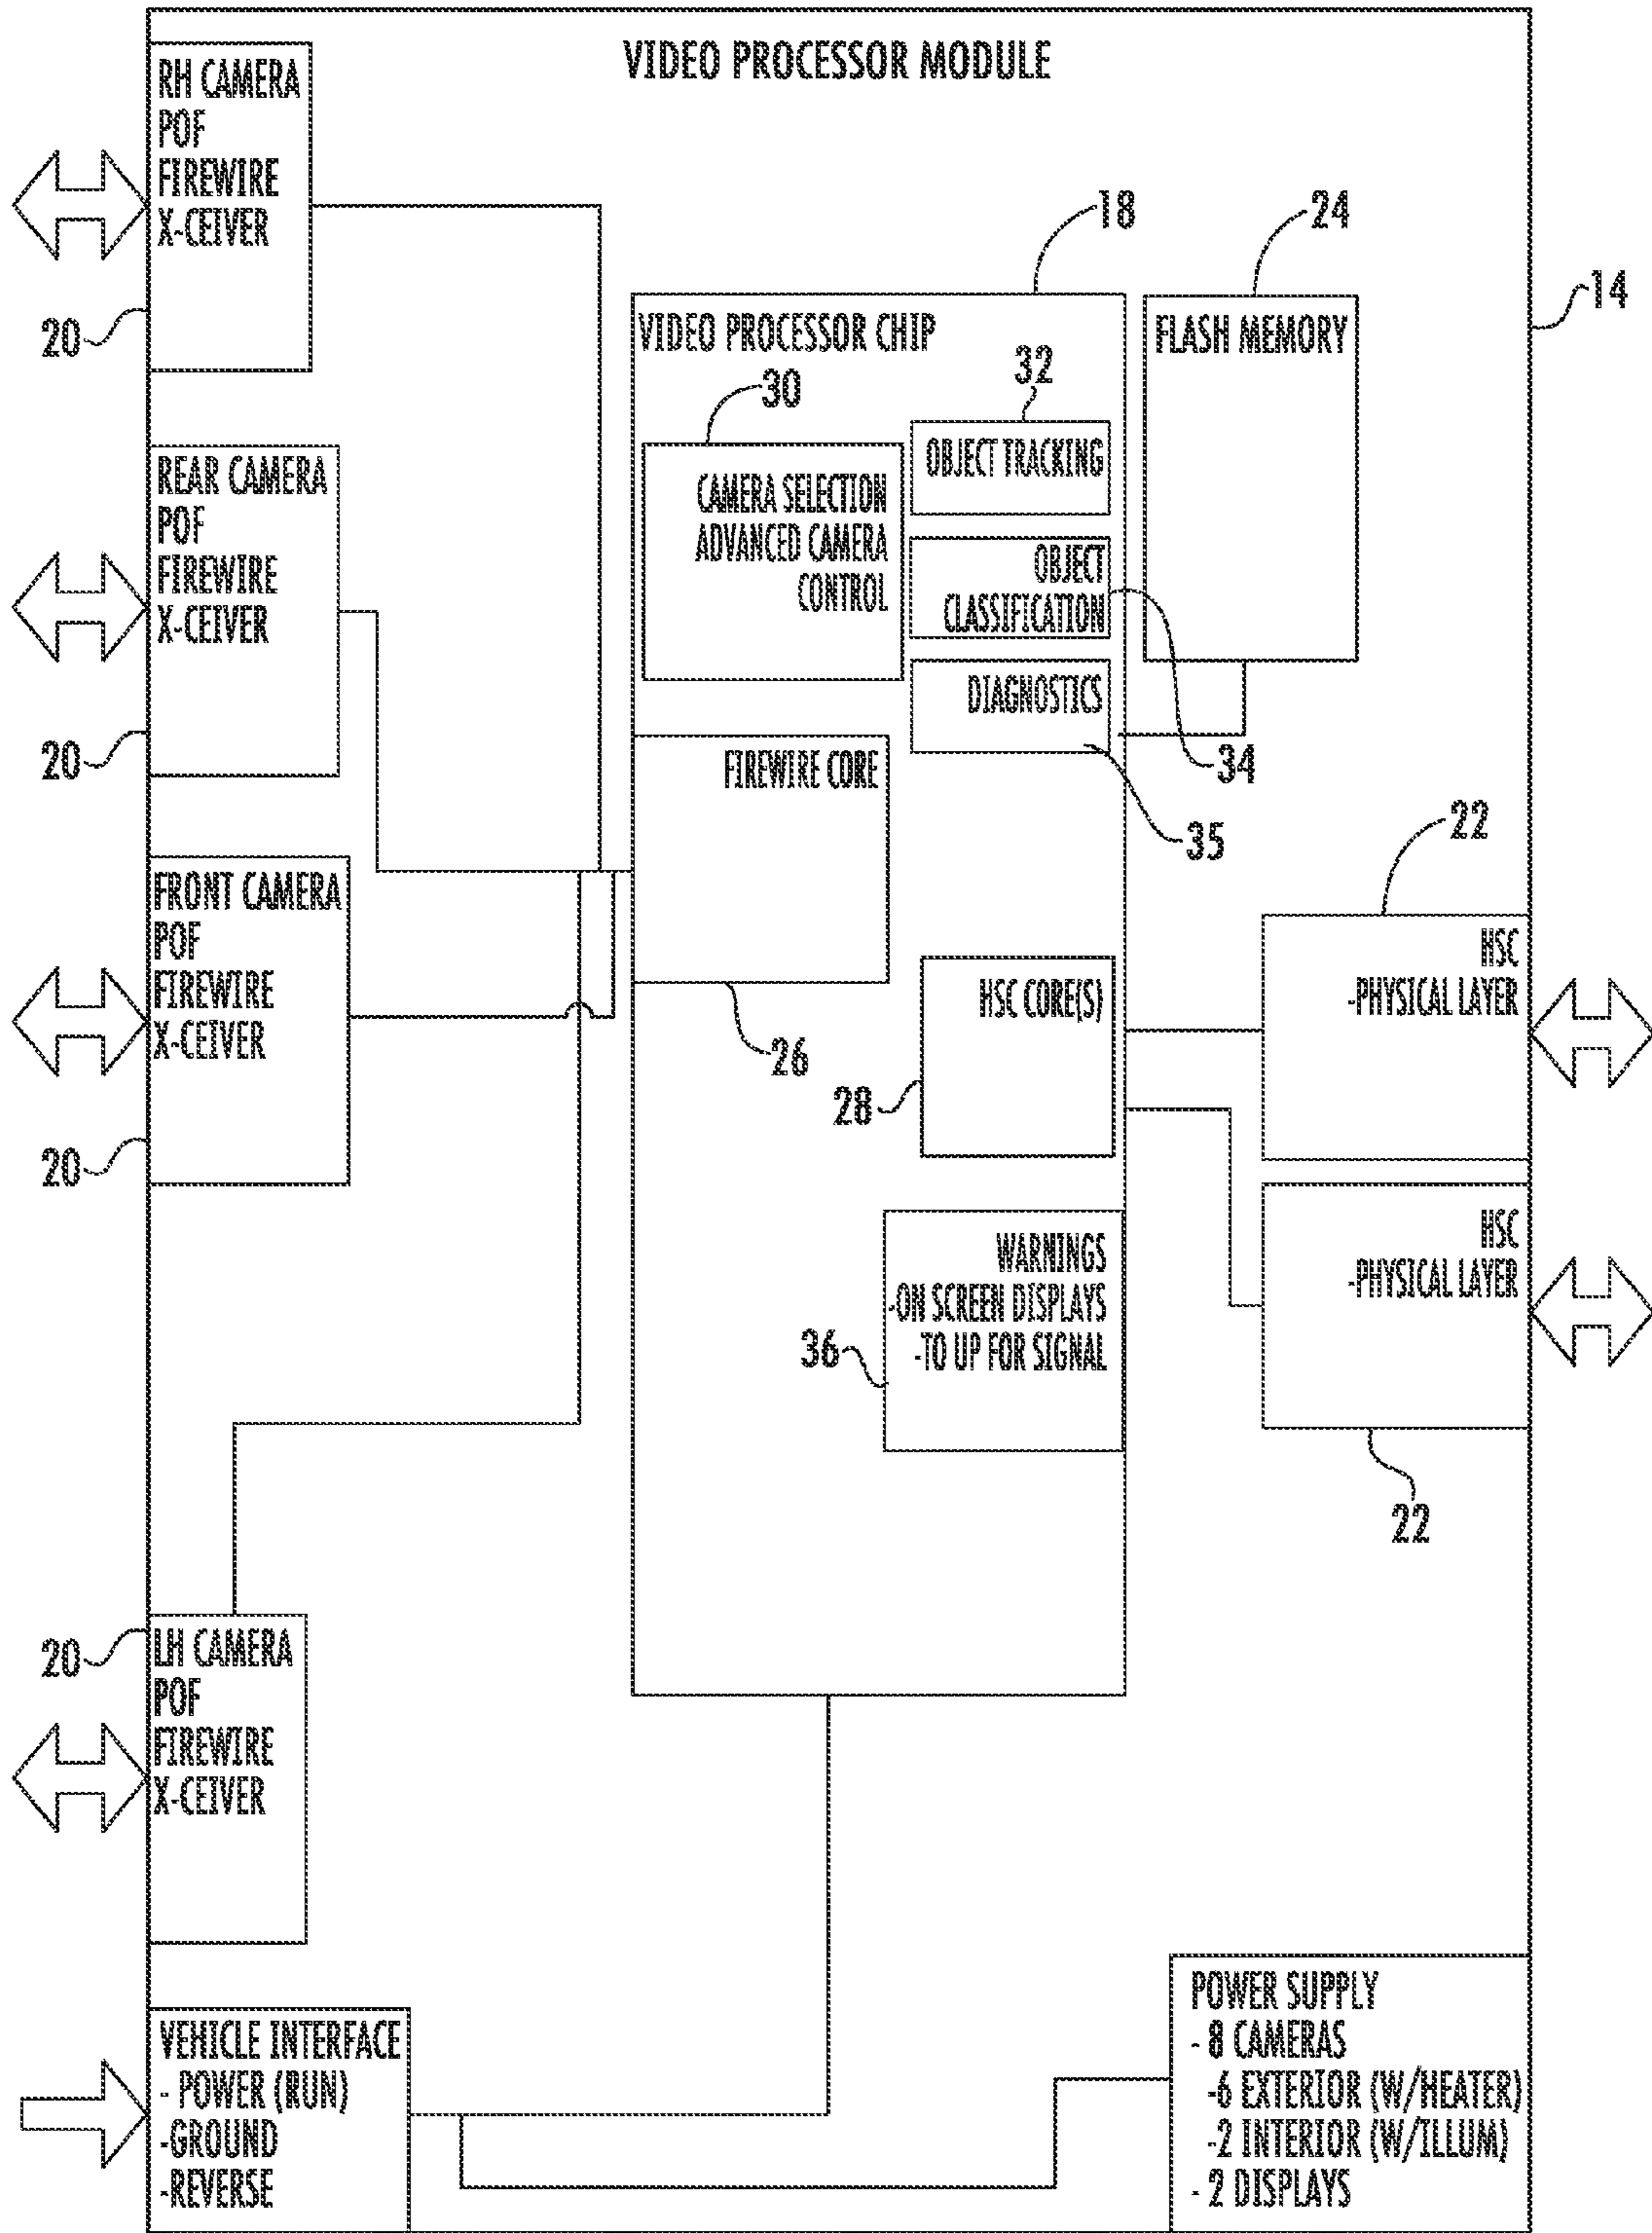 VIDEO PROCESSOR MODULE
RH CAMERA
POF
FIREWIRE
X-CEIVER
20
18
24
14
VIDEO PROCESSOR CHIP
FLASH MEMORY
30
32
OBJECT TRACKING
CAMERA SELECTION
ADVANCED CAMERA
CONTROL
OBJECT
CLASSIFICATION
DIAGNOSTICS
34
35
REAR CAMERA
POF
FIREWIRE
X-CEIVER
20
FIREWIRE CORE
26
FRONT CAMERA
POF
FIREWIRE
X-CEIVER
20
22
HSC
-PHYSICAL LAYER
HSC CORE(S)
28
HSC
-PHYSICAL LAYER
22
WARNINGS
-ON SCREEN DISPLAYS
-TO UP FOR SIGNAL
36
20
LH CAMERA
POF
FIREWIRE
X-CEIVER
VEHICLE INTERFACE
- POWER (RUN)
-GROUND
-REVERSE
POWER SUPPLY
- 8 CAMERAS
-6 EXTERIOR (W/HEATER)
-2 INTERIOR (W/ILLUM)
- 2 DISPLAYS